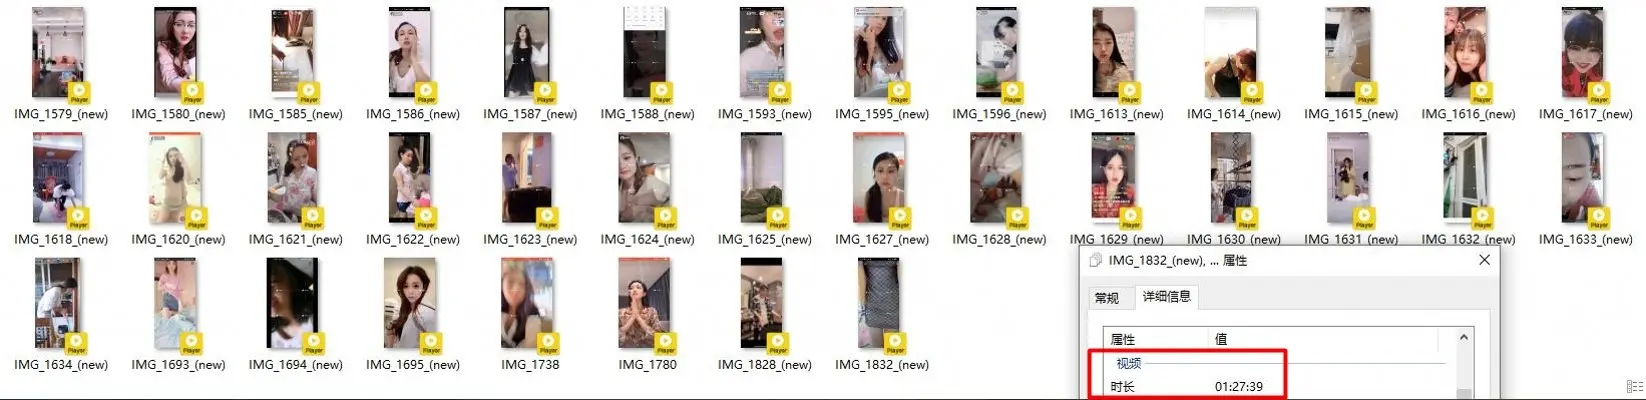 IMG_1579_(new) IMG_1580_(new) IMG_1585_(new) IMG_1586_(new) IMG_1587_(new) IMG_1588_(new) IMG_1593_(new) IMG_1595_(new) IMG_1596_(new) IMG_1613_(new) IMG_1614_(new) IMG_1615_(new) IMG_1616_(new) IMG_1617_(new)
IMG_1618_(new) IMG_1620_(new) IMG_1621_(new) IMG_1622_(new) IMG_1623_(new) IMG_1624_(new) IMG_1625_(new) IMG_1627_(new) IMG_1628_(new) IMG_1629_(new) IMG_1630_(new) IMG_1631_(new) IMG_1632_(new) IMG_1633_(new)
IMG_1634_(new) IMG_1693_(new) IMG_1694_(new) IMG_1695_(new) IMG_1738 IMG_1780 IMG_1828_(new) IMG_1832_(new)
IMG_1832_(new), ... 属性
常规 详细信息
属性 值
视频
时长 01:27:39